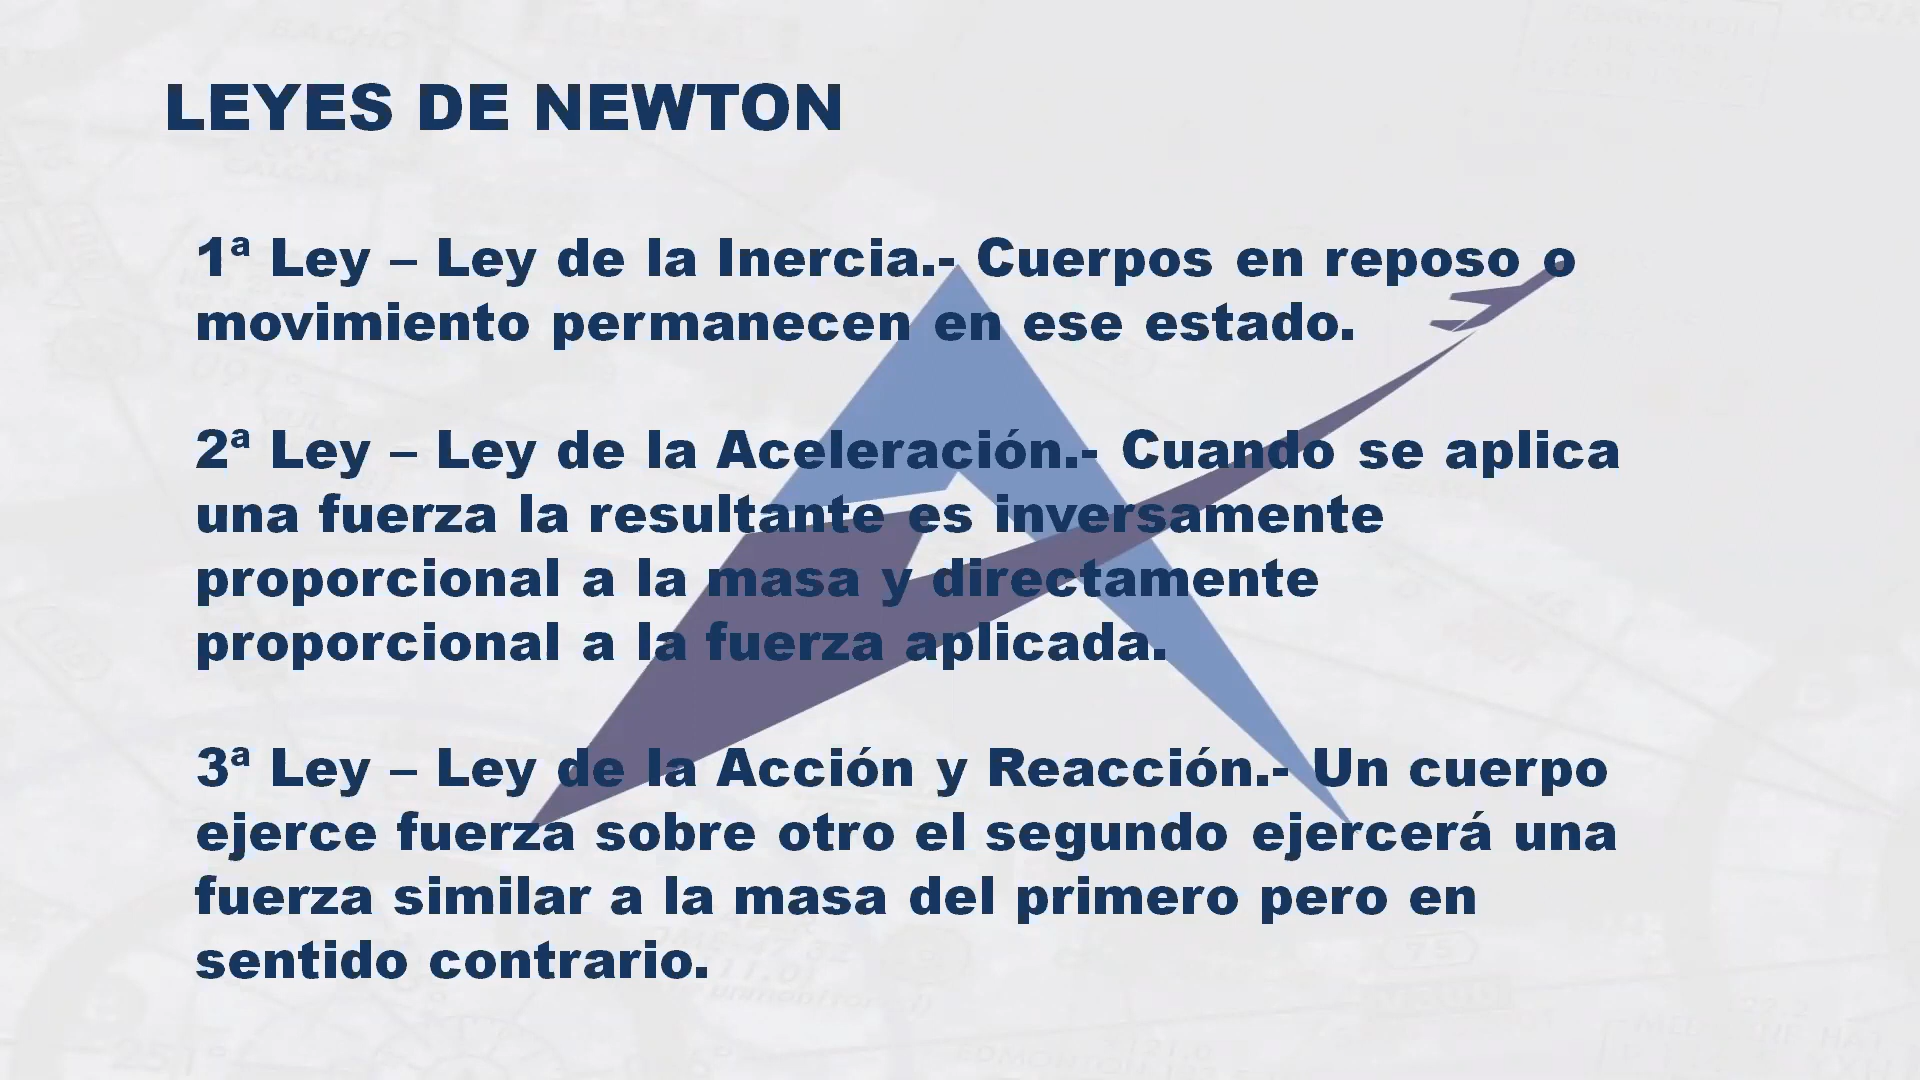 LEYES DE NEWTON
1ª Ley – Ley de la Inercia.- Cuerpos en reposo o
movimiento permanecen en ese estado.
2ª Ley – Ley de la Aceleración.- Cuando se aplica
una fuerza la resultante es inversamente
proporcional a la masa y directamente
proporcional a la fuerza aplicada.
3ª Ley – Ley de la Acción y Reacción.- Un cuerpo
ejerce fuerza sobre otro el segundo ejercerá una
fuerza similar a la masa del primero pero en
sentido contrario.